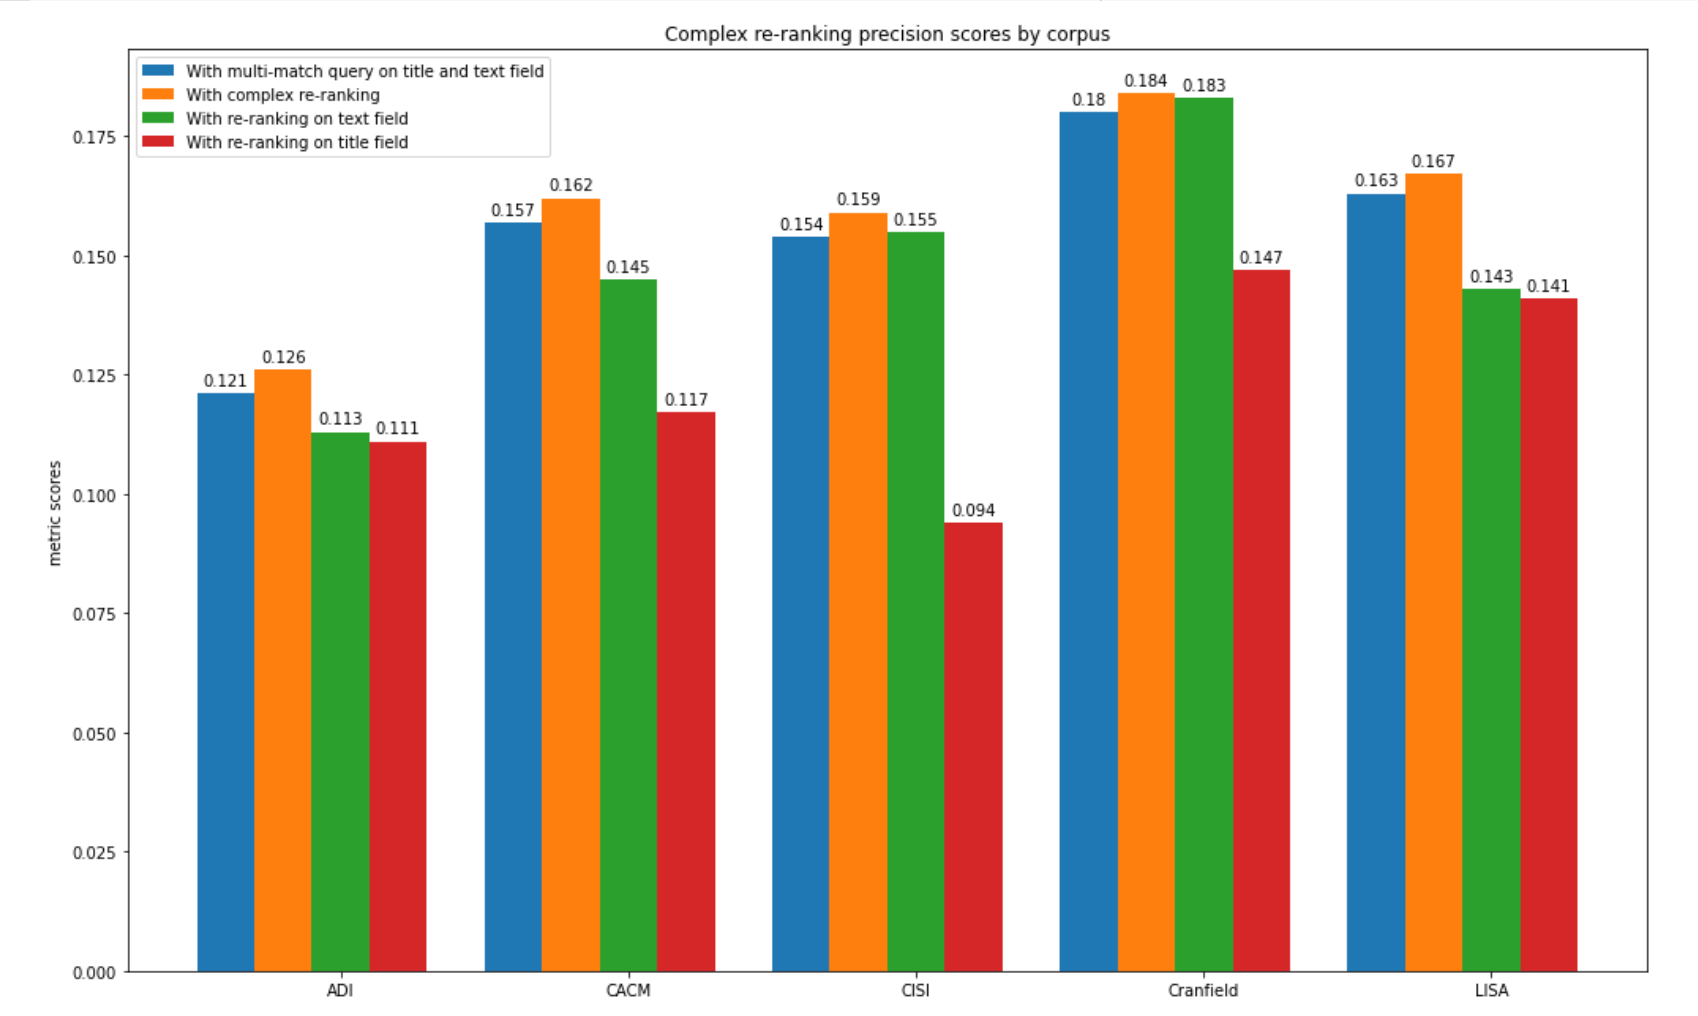 Complex re-ranking precision scores by corpus
With multi-match query on title and text field
With complex re-ranking
With re-ranking on text field
With re-ranking on title field
metric scores
0.175
0.150
0.125
0.100
0.075
0.050
0.025
0.000
0.121
0.126
0.113
0.111
0.157
0.162
0.145
0.117
0.154
0.159
0.155
0.094
0.18
0.184
0.183
0.147
0.163
0.167
0.143
0.141
ADI
CACM
CISI
Cranfield
LISA